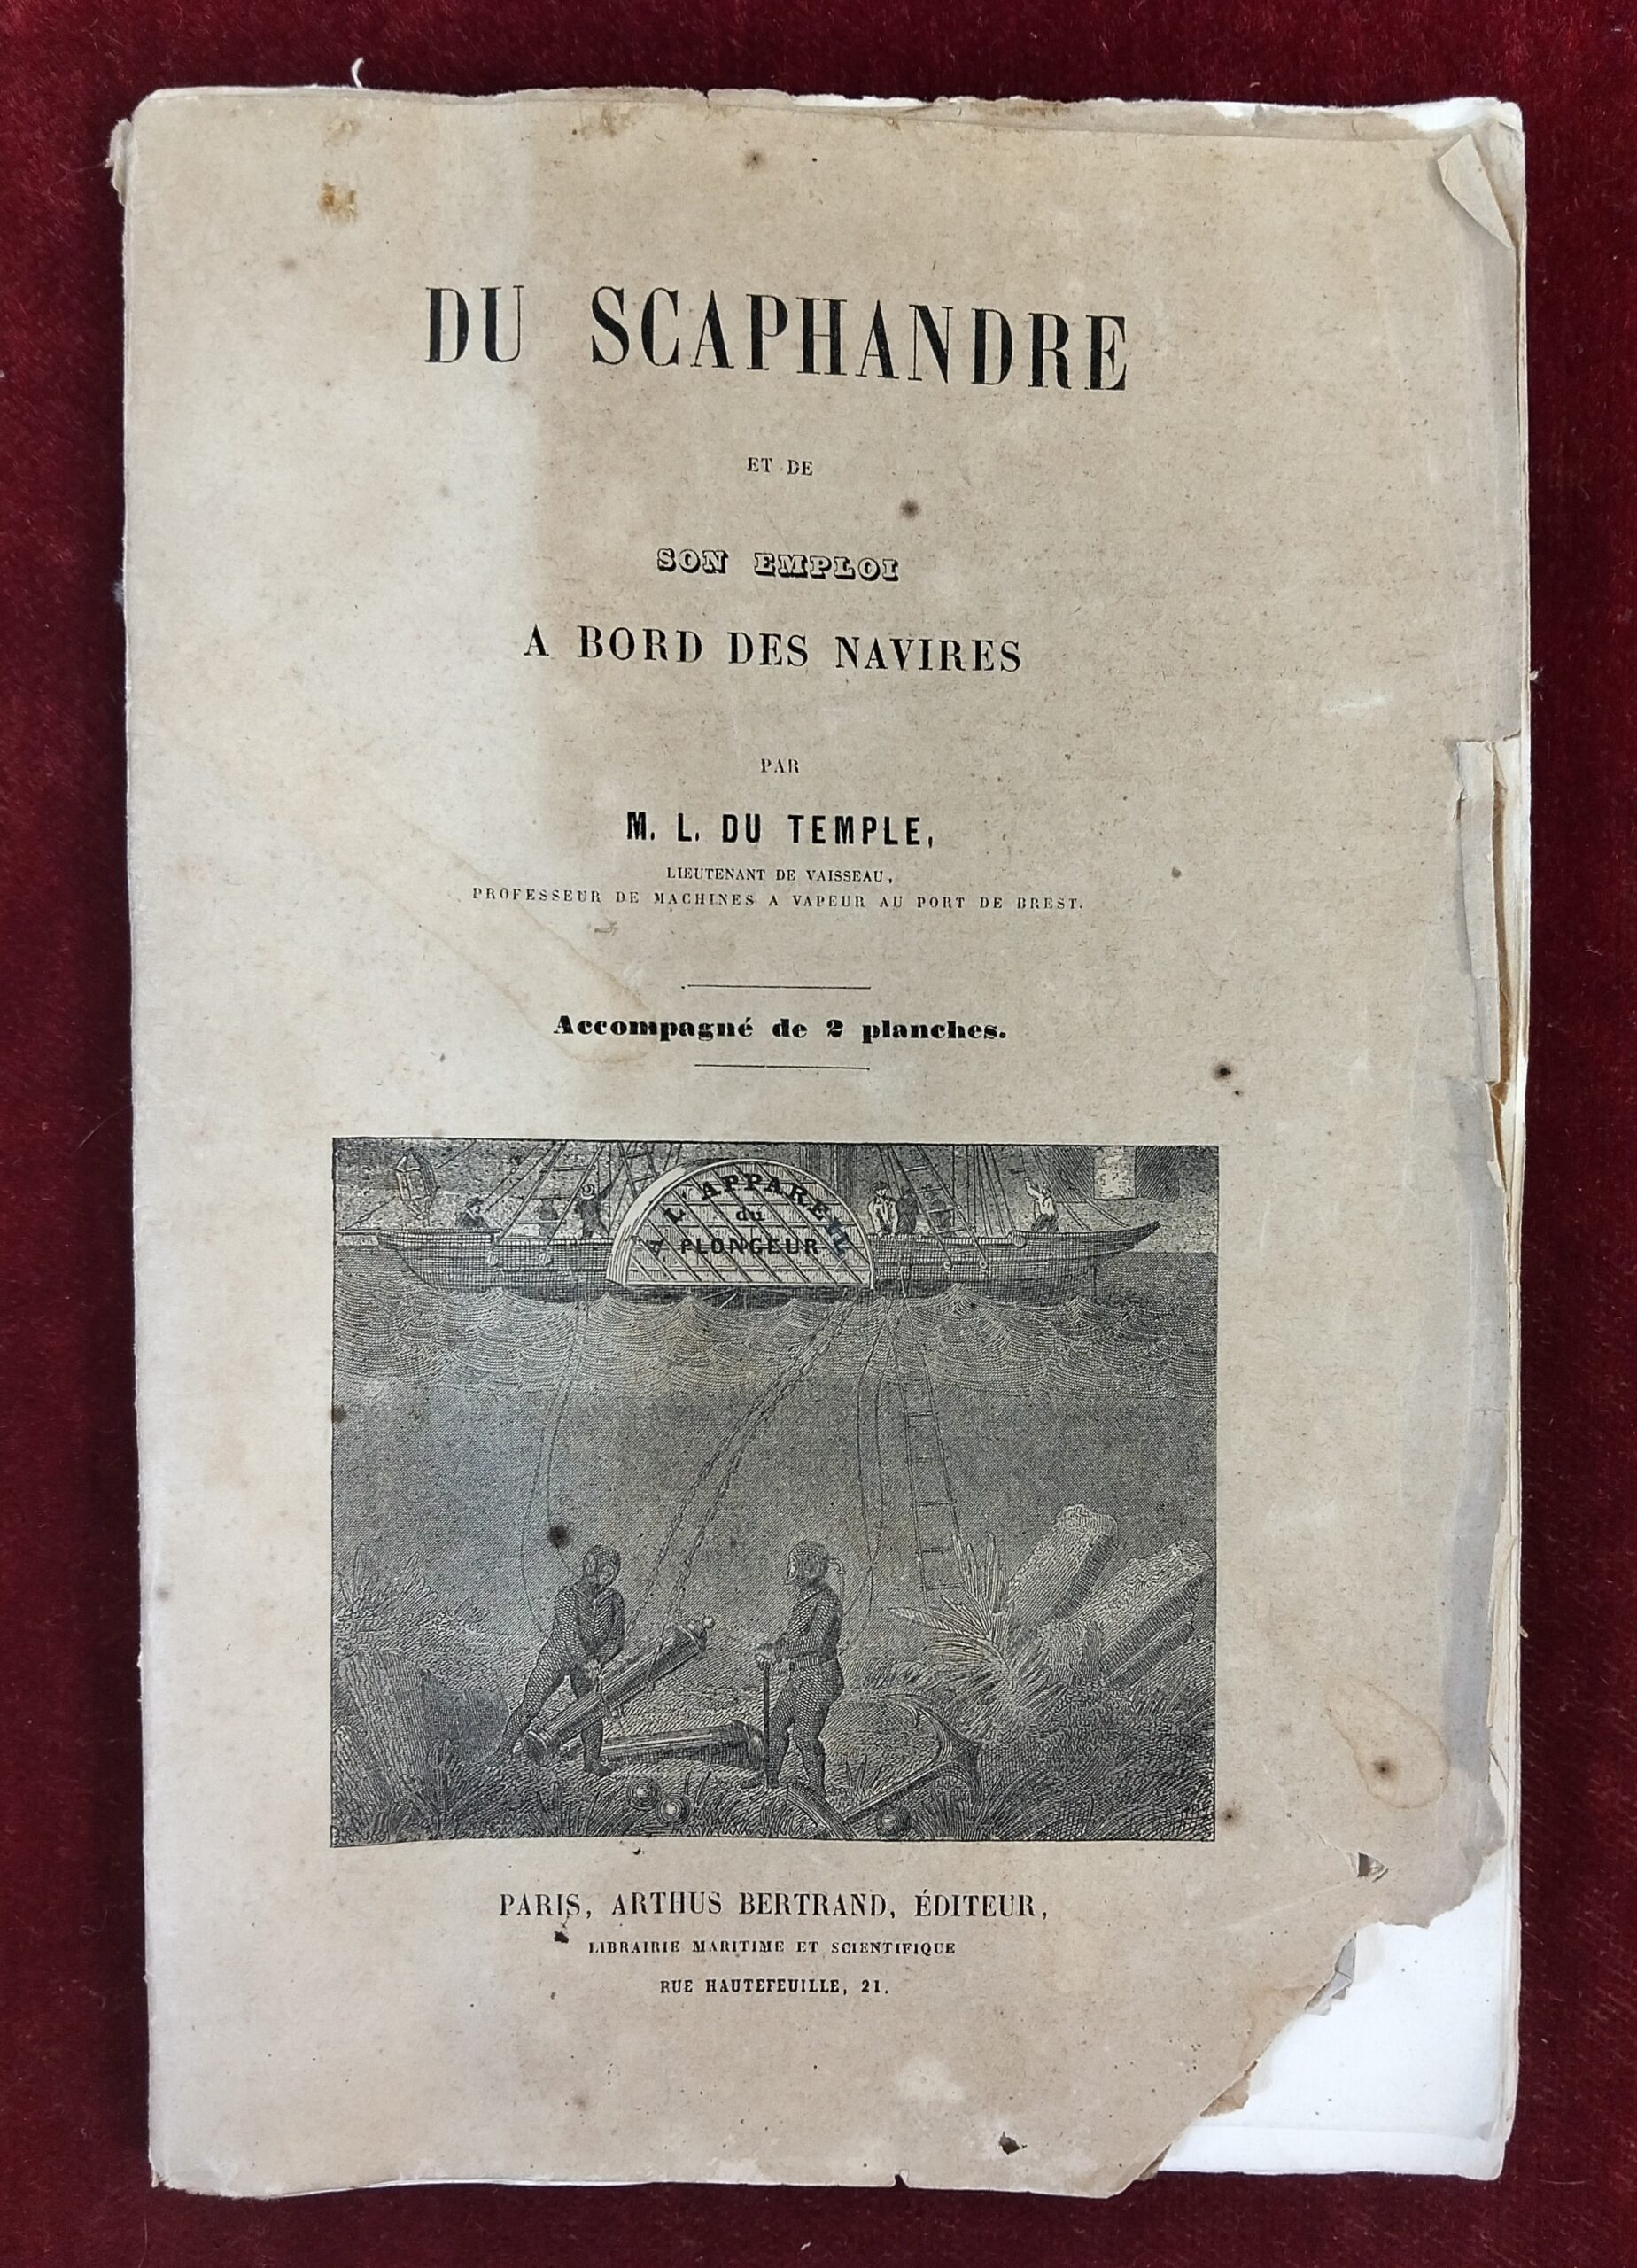 DU SCAPHANDRE
ET DE
SON EMPLOI
A BORD DES NAVIRES
PAR
M. L. DU TEMPLE,
LIEUTENANT DE VAISSEAU,
PROFESSEUR DE MACHINES A VAPEUR AU PORT DE BREST.
Accompagné de 2 planches.
L'APPAREIL
du
PLONGEUR
PARIS, ARTHUS BERTRAND, ÉDITEUR,
LIBRAIRIE MARITIME ET SCIENTIFIQUE
RUE HAUTEFEUILLE, 21.